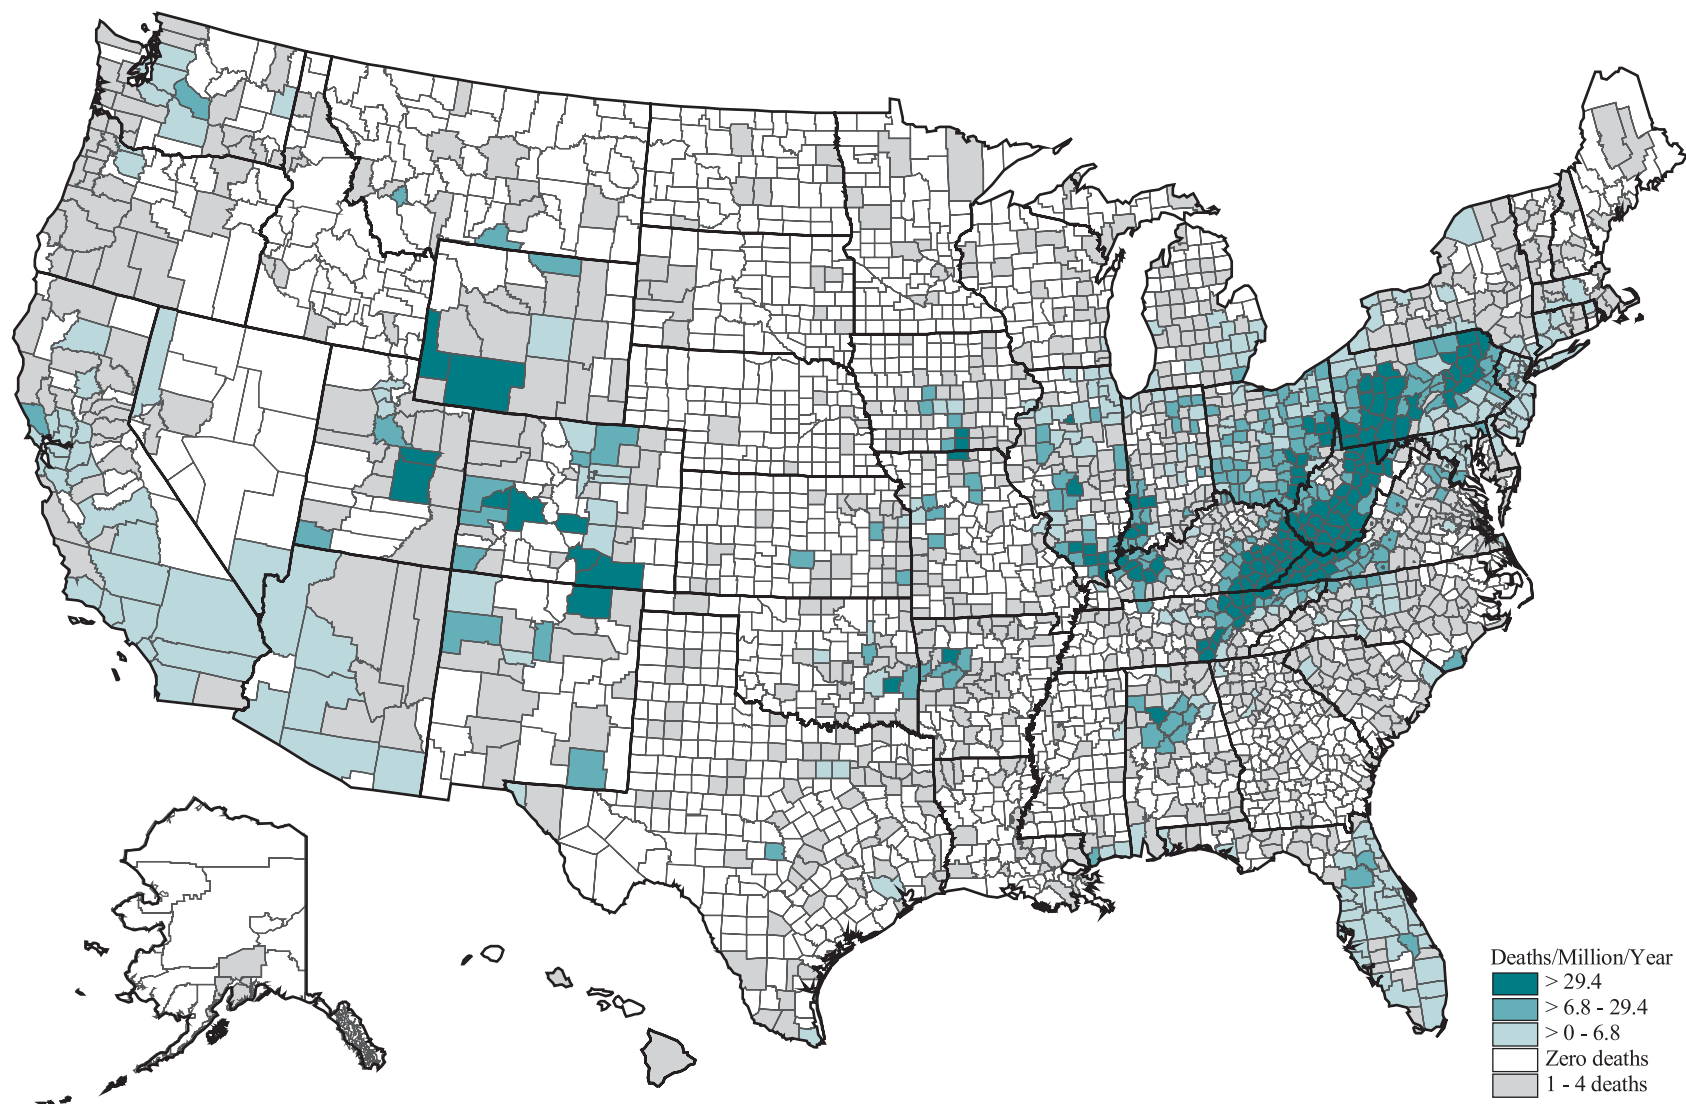 Deaths/Million/Year
> 29.4
> 6.8 - 29.4
> 0 - 6.8
Zero deaths
1 - 4 deaths